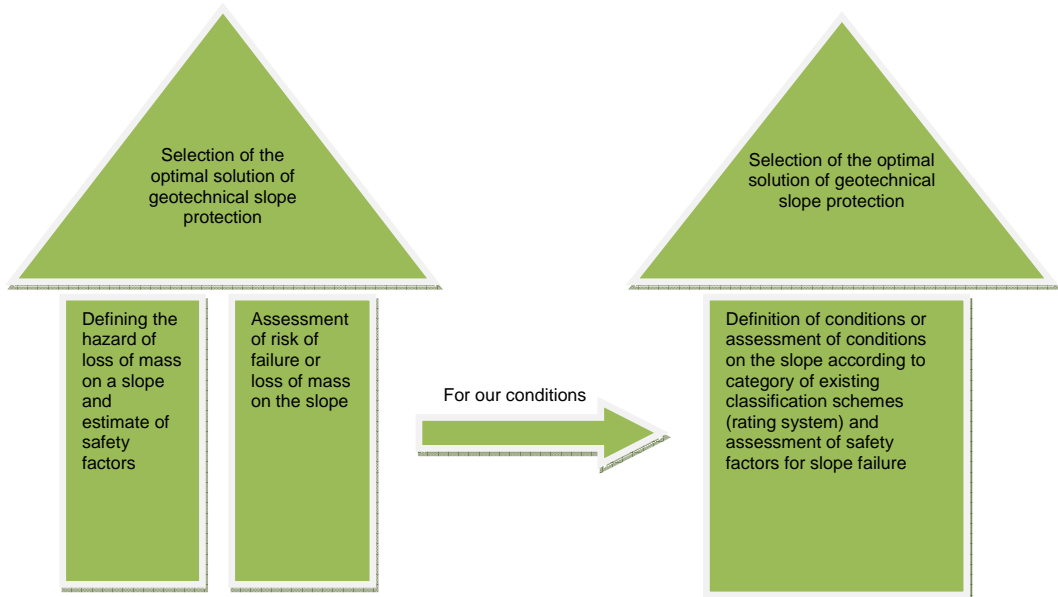 Selection of the
optimal solution of
geotechnical slope
protection
Defining the
hazard of
loss of mass
on a slope
and
estimate of
safety
factors
Assessment
of risk of
failure or
loss of mass
on the slope
For our conditions
Selection of the optimal
solution of geotechnical
slope protection
Definition of conditions or
assessment of conditions
on the slope according to
category of existing
classification schemes
(rating system) and
assessment of safety
factors for slope failure